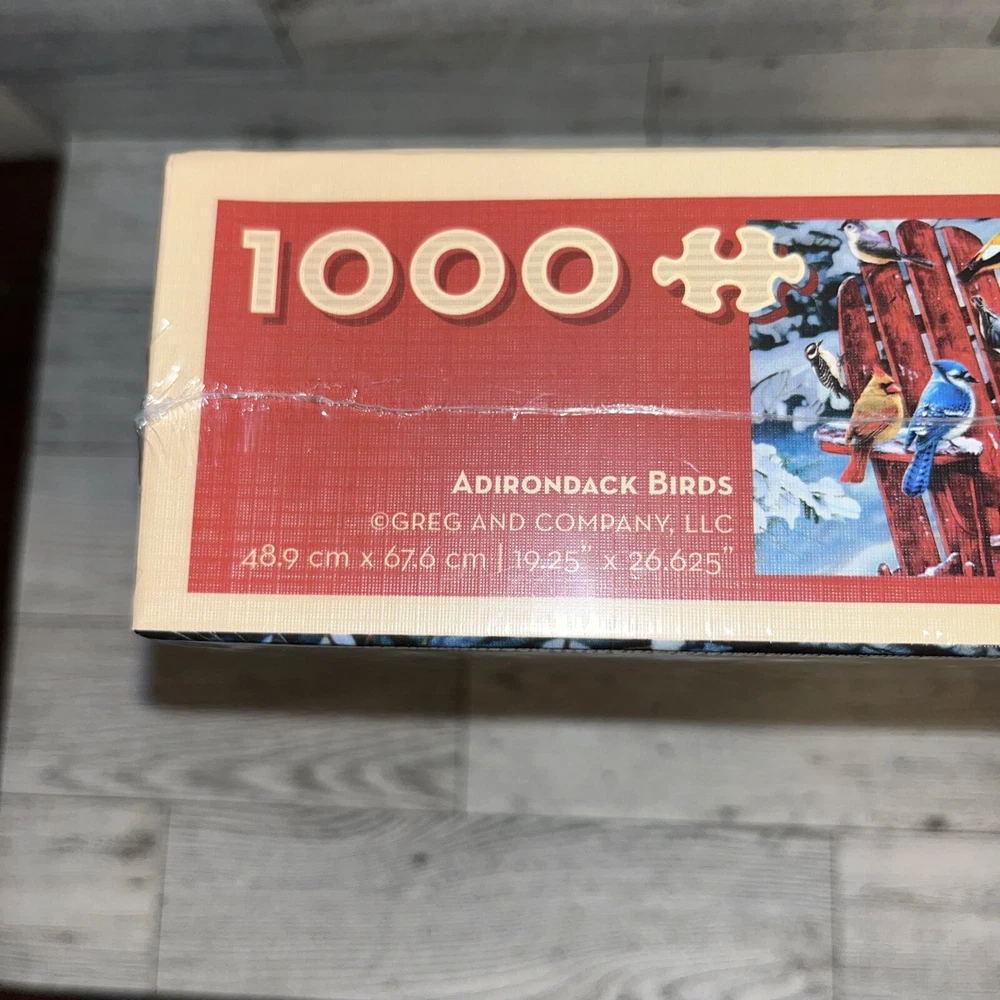 1000
ADIRONDACK BIRDS
©GREG AND COMPANY, LLC
48.9 cm x 67.6 cm | 19.25" x 26.625"